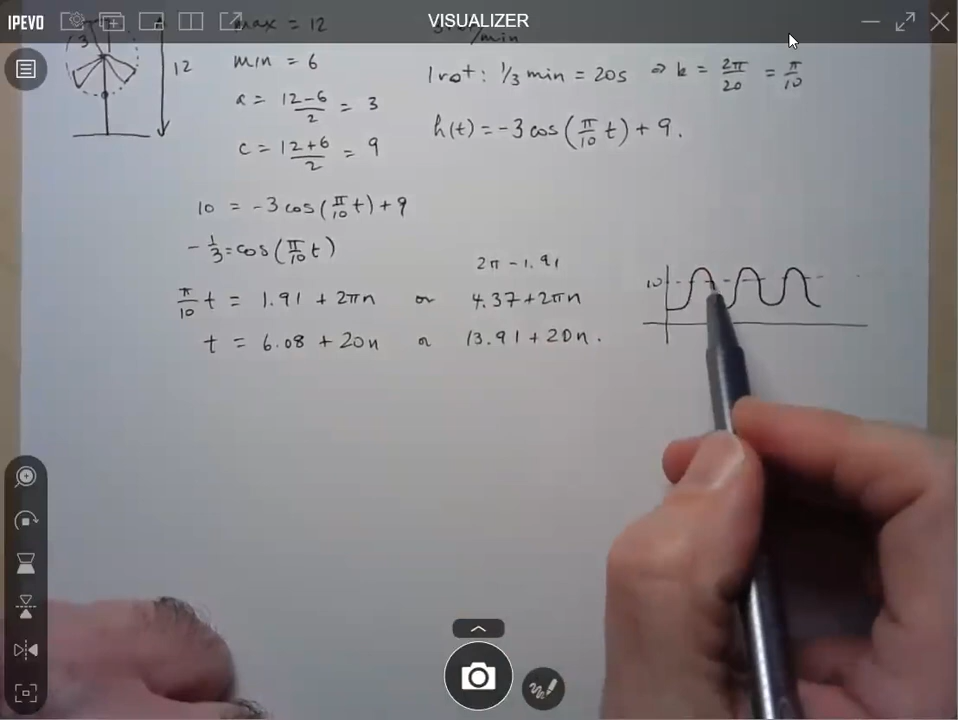 IPEVO
VISUALIZER
max = 12
/min
3
12
min = 6
1 rot: 1/3 min = 20s ⇒ k = 2π/20 = π/10
a = (12-6)/2 = 3
h(t) = -3 cos(π/10 t) + 9.
c = (12+6)/2 = 9
10 = -3 cos(π/10 t) + 9
-1/3 = cos(π/10 t)
2π - 1.91
π/10 t = 1.91 + 2πn or 4.37 + 2πn
10
t = 6.08 + 20n or 13.91 + 20n.